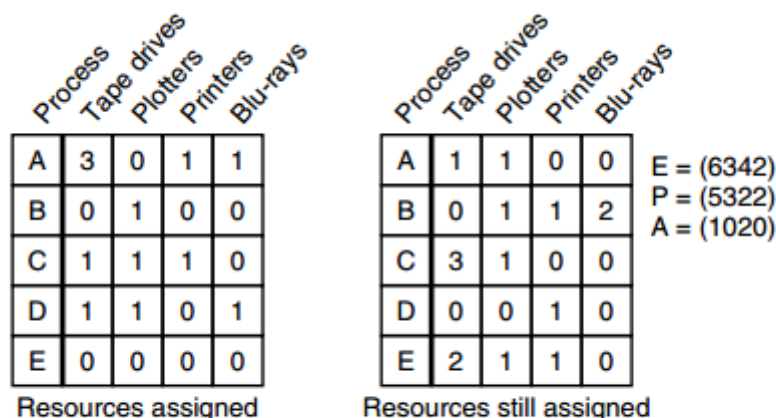 Process Tape drives Plotters Printers Blu-rays
A 3 0 1 1
B 0 1 0 0
C 1 1 1 0
D 1 1 0 1
E 0 0 0 0
Resources assigned
Process Tape drives Plotters Printers Blu-rays
A 1 1 0 0
B 0 1 1 2
C 3 1 0 0
D 0 0 1 0
E 2 1 1 0
Resources still assigned
E = (6342)
P = (5322)
A = (1020)